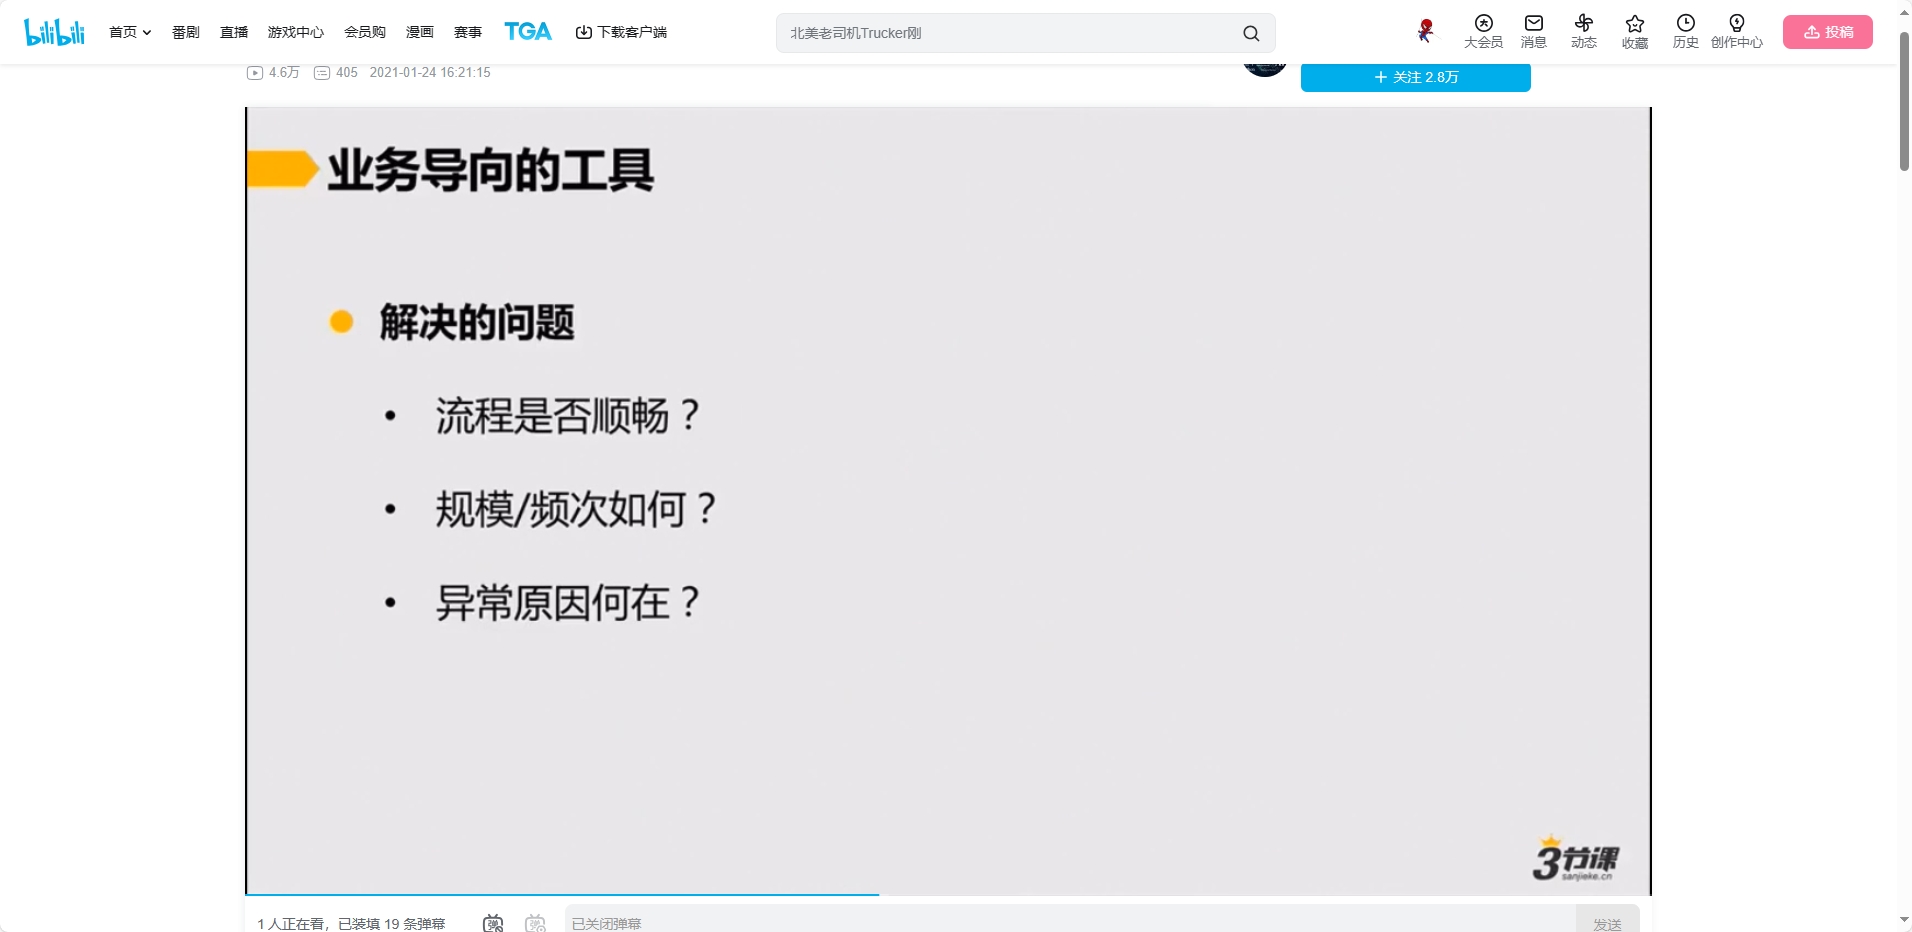 bilibili 首页 番剧 直播 游戏中心 会员购 漫画 赛事 TGA 下载客户端 北美老司机Trucker刚 大会员 消息 动态 收藏 历史 创作中心 投稿
4.6万 405 2021-01-24 16:21:15 + 关注 2.8万
业务导向的工具
解决的问题
• 流程是否顺畅？
• 规模/频次如何？
• 异常原因何在？
3节课
sanjieke.cn
1 人正在看，已装填 19 条弹幕 弹 弹 已关闭弹幕 发送